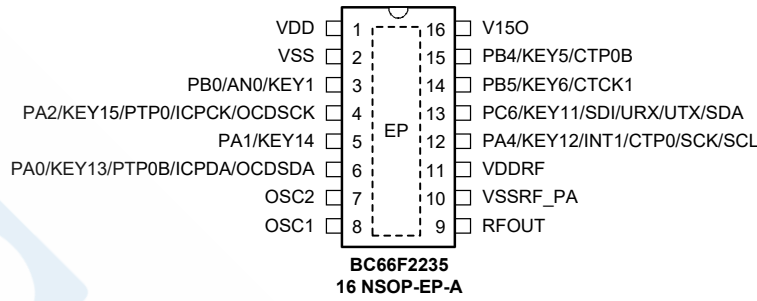 VDD 1 16 V15O
VSS 2 15 PB4/KEY5/CTP0B
PB0/AN0/KEY1 3 14 PB5/KEY6/CTCK1
PA2/KEY15/PTP0/ICPCK/OCDSCK 4 13 PC6/KEY11/SDI/URX/UTX/SDA
PA1/KEY14 5 EP 12 PA4/KEY12/INT1/CTP0/SCK/SCL
PA0/KEY13/PTP0B/ICPDA/OCDSDA 6 11 VDDRF
OSC2 7 10 VSSRF_PA
OSC1 8 9 RFOUT
BC66F2235
16 NSOP-EP-A